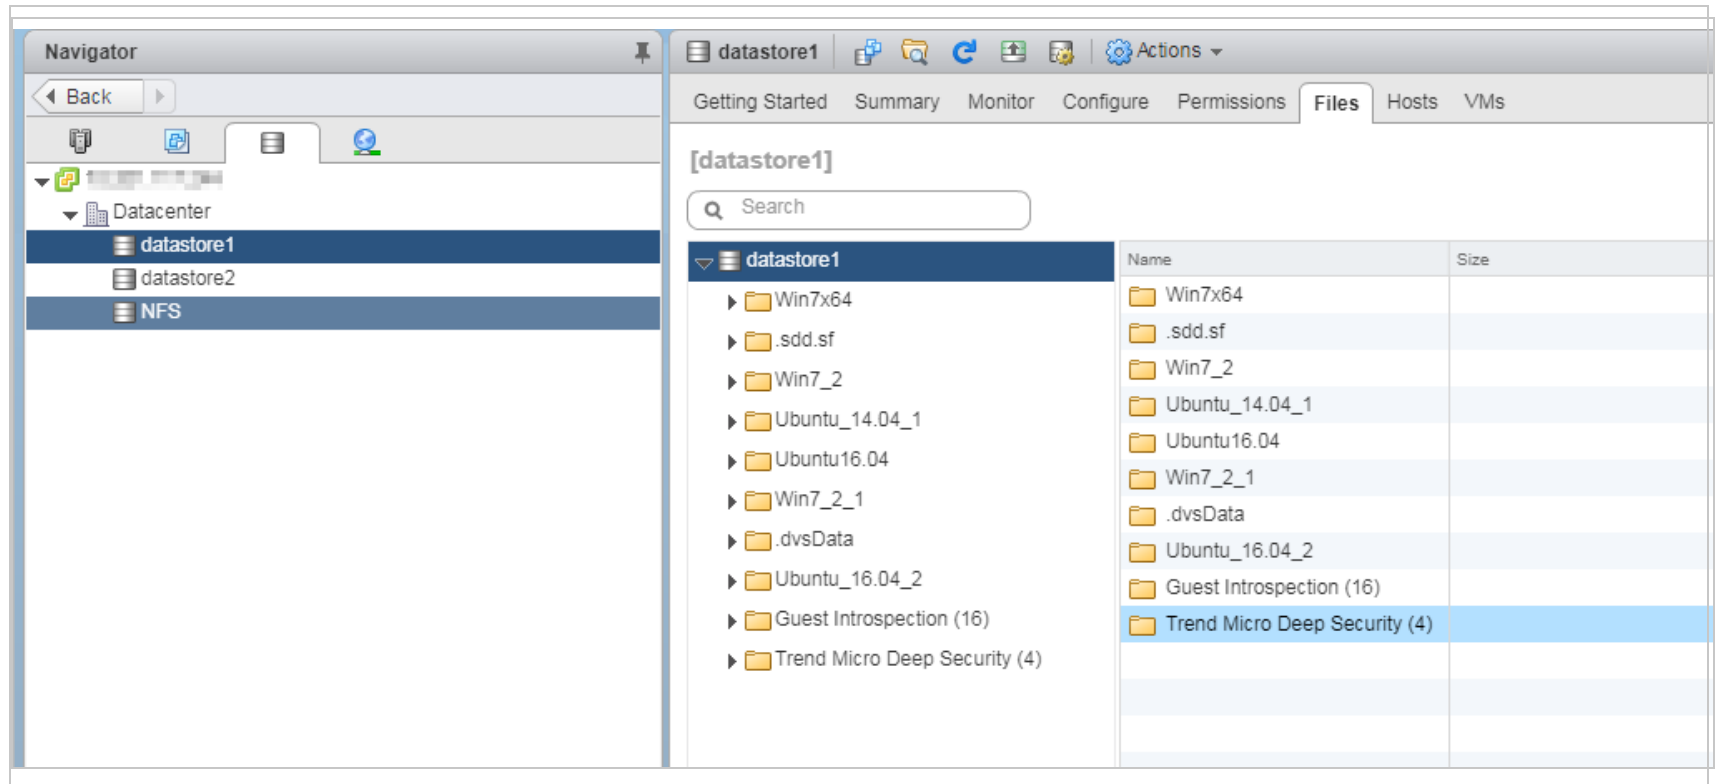 Navigator
Back
Datacenter
datastore1
datastore2
NFS
datastore1 Actions
Getting Started Summary Monitor Configure Permissions Files Hosts VMs
[datastore1]
Search
datastore1
Win7x64
.sdd.sf
Win7_2
Ubuntu_14.04_1
Ubuntu16.04
Win7_2_1
.dvsData
Ubuntu_16.04_2
Guest Introspection (16)
Trend Micro Deep Security (4)
Name Size
Win7x64
.sdd.sf
Win7_2
Ubuntu_14.04_1
Ubuntu16.04
Win7_2_1
.dvsData
Ubuntu_16.04_2
Guest Introspection (16)
Trend Micro Deep Security (4)